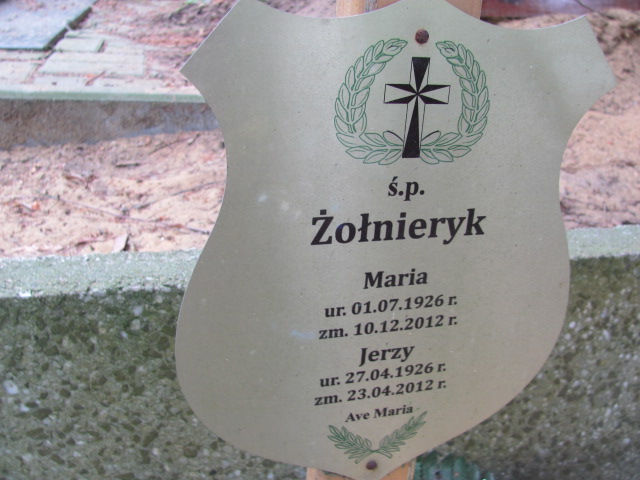 ś.p.
Żołnieryk
Maria
ur. 01.07.1926 r.
zm. 10.12.2012 r.
Jerzy
ur. 27.04.1926 r.
zm. 23.04.2012 r.
Ave Maria